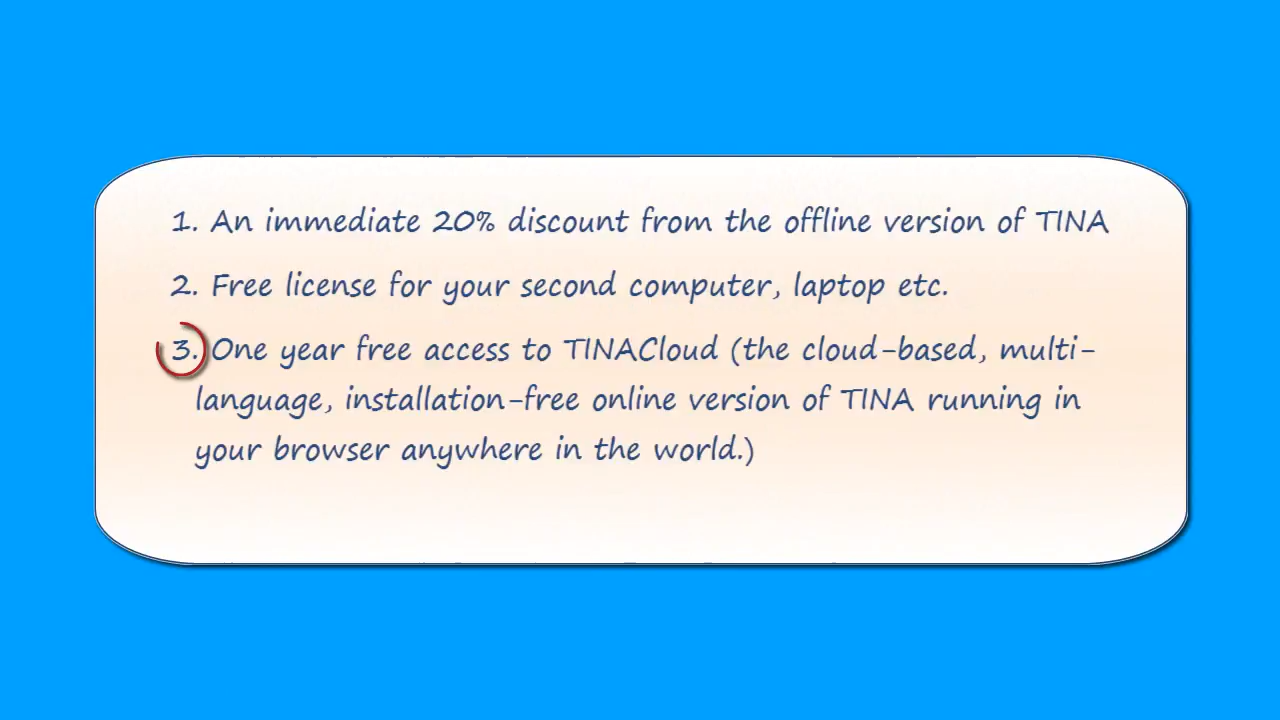 1. An immediate 20% discount from the offline version of TINA
2. Free license for your second computer, laptop etc.
3. One year free access to TINACloud (the cloud-based, multi-
language, installation-free online version of TINA running in
your browser anywhere in the world.)